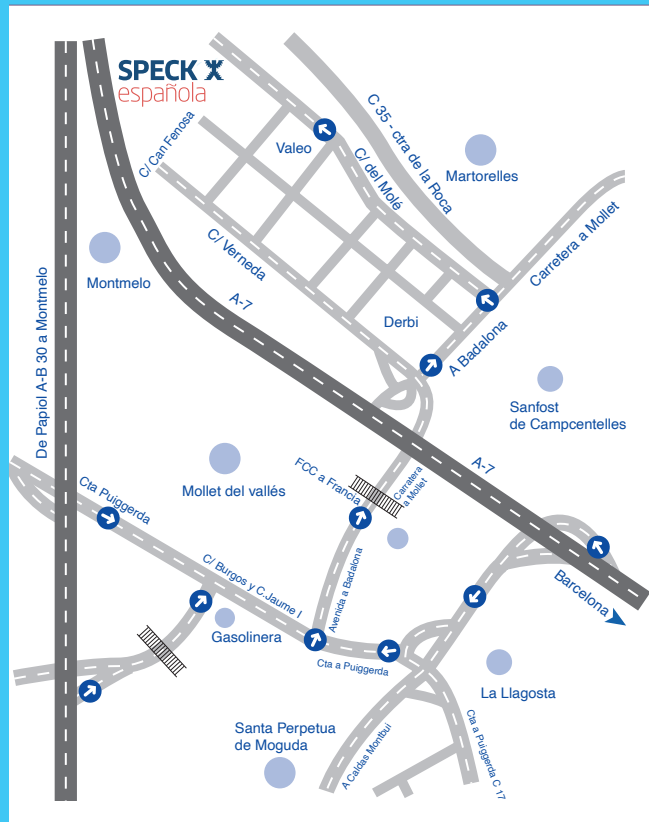 SPECK
española
C/ Can Fenosa
Valeo
C/ del Molé
C 35 - ctra de la Roca
Martorelles
Carretera a Mollet
C/ Verneda
Montmelo
A-7
De Papiol A-B 30 a Montmelo
Derbi
A Badalona
Sanfost
de Campcentelles
A-7
Cta Puiggerda
Mollet del vallés
FCC a Francia
Carratera
a Mollet
C/ Burgos y C.Jaume I
Avenida a Badalona
Barcelona
Gasolinera
Cta a Puiggerda
La Llagosta
Santa Perpetua
de Moguda
A Caldas Montbui
Cta a Puiggerda C 17